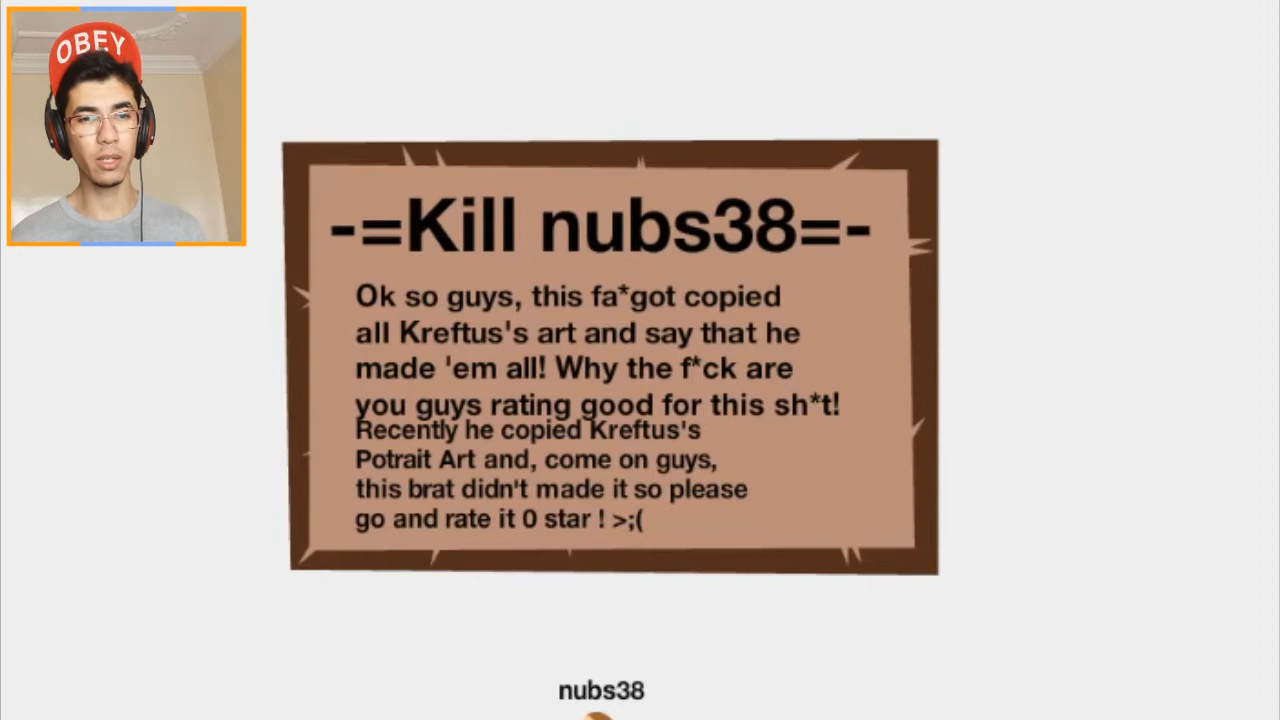 OBEY
-=Kill nubs38=-
Ok so guys, this fa*got copied
all Kreftus's art and say that he
made 'em all! Why the f*ck are
you guys rating good for this sh*t!
Recently he copied Kreftus's
Potrait Art and, come on guys,
this brat didn't made it so please
go and rate it 0 star ! >;(
nubs38